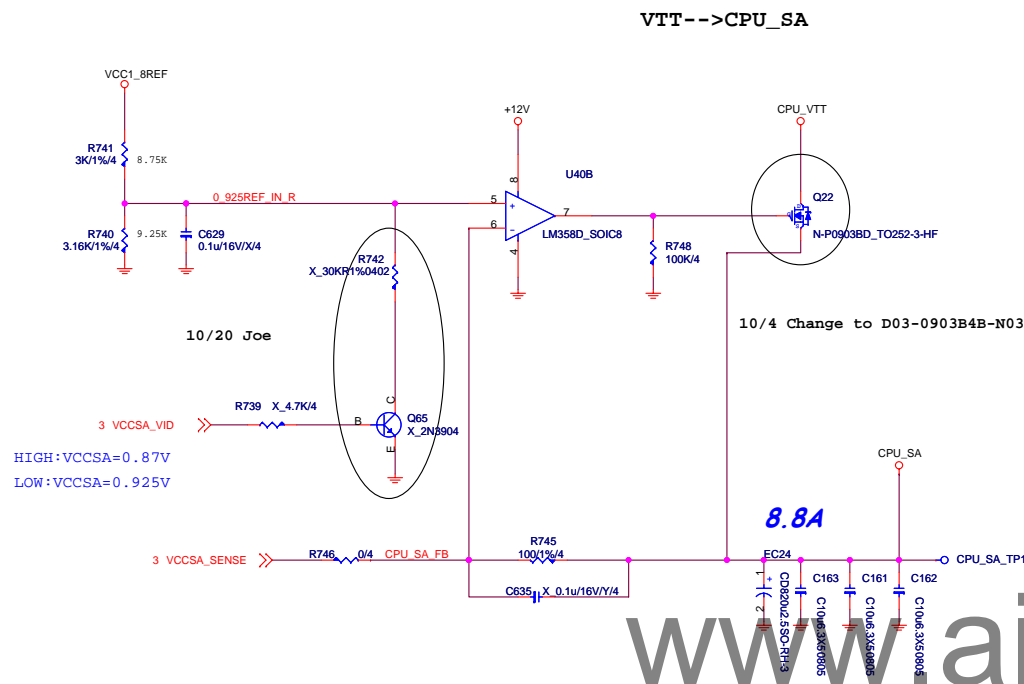 VTT-->CPU_SA
VCC1_8REF
R741
3K/1%/4
8.75K
0_925REF_IN_R
R740
3.16K/1%/4
9.25K
C629
0.1u/16V/X/4
+12V
U40B
8
5
+
6
-
7
4
LM358D_SOIC8
R748
100K/4
CPU_VTT
Q22
N-P0903BD_TO252-3-HF
10/4 Change to D03-0903B4B-N03
R742
X_30KR1%0402
10/20 Joe
R739 X_4.7K/4
3 VCCSA_VID
B
C
E
Q65
X_2N3904
HIGH:VCCSA=0.87V
LOW:VCCSA=0.925V
CPU_SA
8.8A
3 VCCSA_SENSE
R746 0/4
CPU_SA_FB
R745
100/1%/4
C635 X_0.1u/16V/Y/4
EC24
1
+
2
CD820u2.5SO-RH-3
C163
C10u6.3X50805
C161
C10u6.3X50805
C162
C10u6.3X50805
CPU_SA_TP1
www.ai